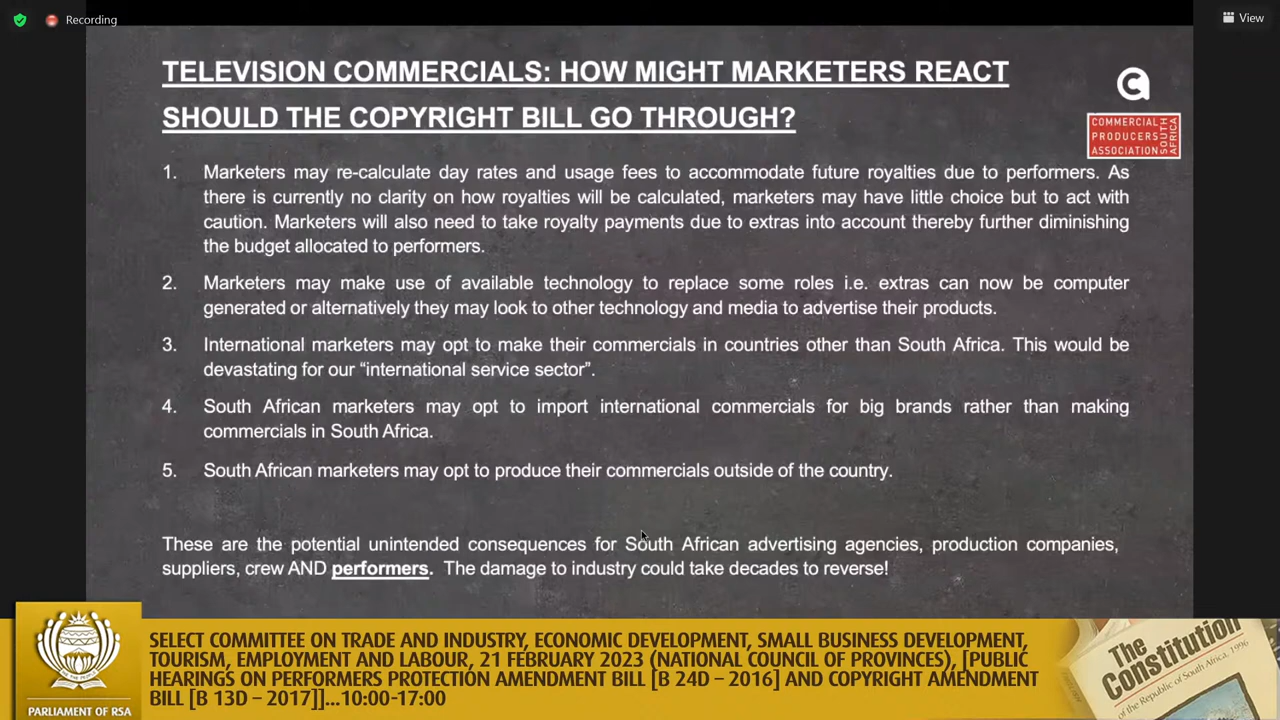 Recording
View
TELEVISION COMMERCIALS: HOW MIGHT MARKETERS REACT
SHOULD THE COPYRIGHT BILL GO THROUGH?
COMMERCIAL
PRODUCERS
ASSOCIATION
SOUTH
AFRICA
1. Marketers may re-calculate day rates and usage fees to accommodate future royalties due to performers. As
there is currently no clarity on how royalties will be calculated, marketers may have little choice but to act with
caution. Marketers will also need to take royalty payments due to extras into account thereby further diminishing
the budget allocated to performers.
2. Marketers may make use of available technology to replace some roles i.e. extras can now be computer
generated or alternatively they may look to other technology and media to advertise their products.
3. International marketers may opt to make their commercials in countries other than South Africa. This would be
devastating for our “international service sector”.
4. South African marketers may opt to import international commercials for big brands rather than making
commercials in South Africa.
5. South African marketers may opt to produce their commercials outside of the country.
These are the potential unintended consequences for South African advertising agencies, production companies,
suppliers, crew AND performers. The damage to industry could take decades to reverse!
PARLIAMENT OF RSA
SELECT COMMITTEE ON TRADE AND INDUSTRY, ECONOMIC DEVELOPMENT, SMALL BUSINESS DEVELOPMENT,
TOURISM, EMPLOYMENT AND LABOUR, 21 FEBRUARY 2023 (NATIONAL COUNCIL OF PROVINCES), [PUBLIC
HEARINGS ON PERFORMERS PROTECTION AMENDMENT BILL [B 24D – 2016] AND COPYRIGHT AMENDMENT
BILL [B 13D – 2017]]...10:00-17:00
The
Constitution
of the Republic of South Africa, 1996